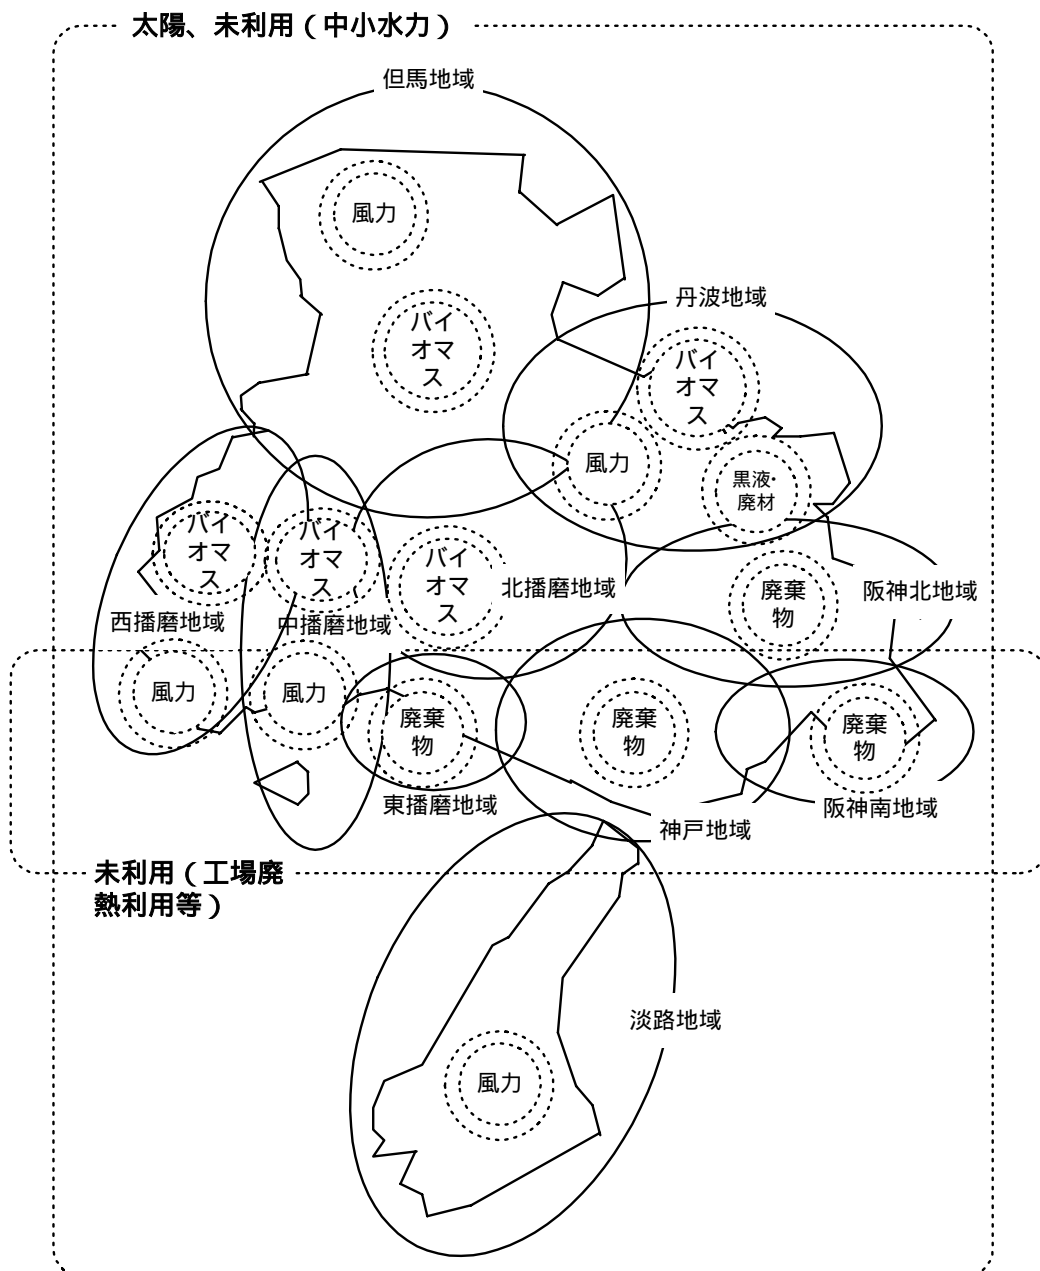 太陽、未利用（中小水力）
但馬地域
風力
バイ
オマ
ス
丹波地域
バイ
オマ
ス
風力
黒液・
廃材
バイ
オマ
ス
バイ
オマ
ス
バイ
オマ
ス
北播磨地域
廃棄
物
阪神北地域
西播磨地域
中播磨地域
風力
風力
廃棄
物
廃棄
物
廃棄
物
東播磨地域
神戸地域
阪神南地域
未利用（工場廃
熱利用等）
淡路地域
風力